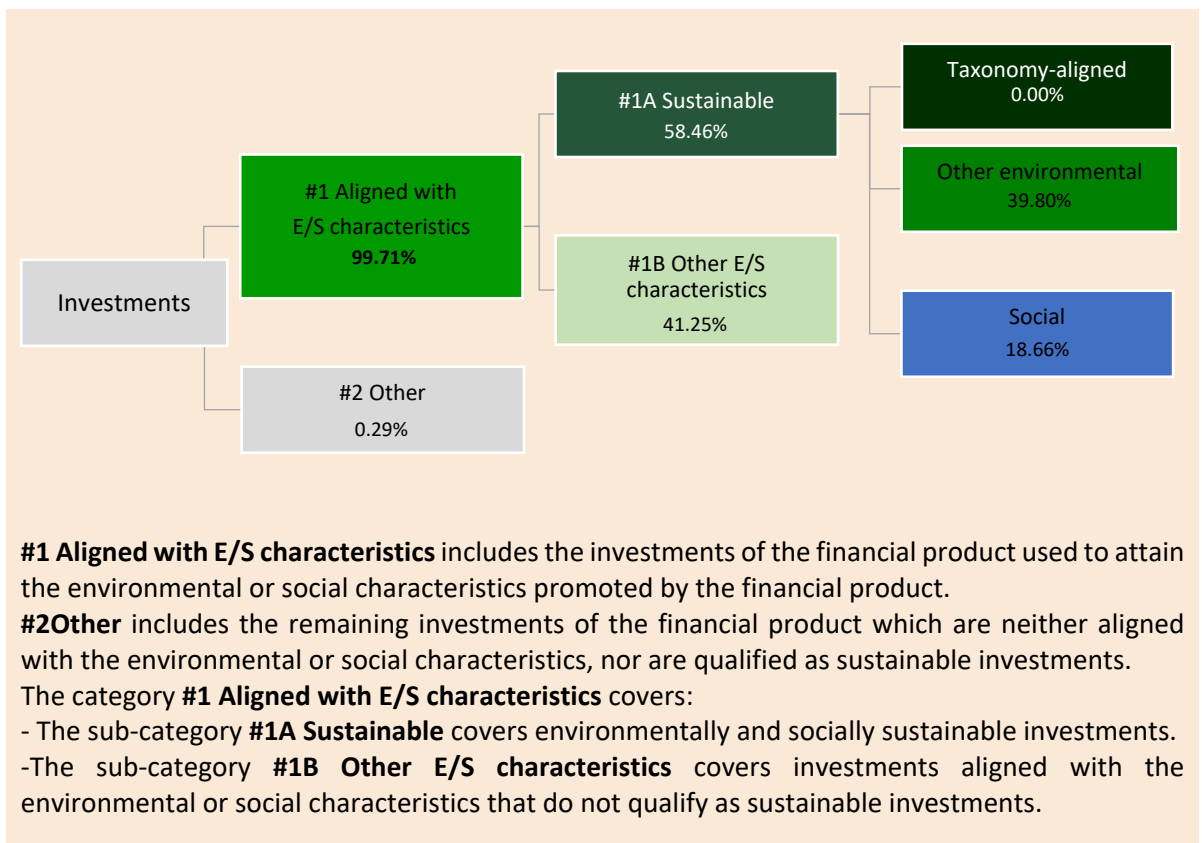 Investments
#1 Aligned with
E/S characteristics
99.71%
#2 Other
0.29%
#1A Sustainable
58.46%
#1B Other E/S
characteristics
41.25%
Taxonomy-aligned
0.00%
Other environmental
39.80%
Social
18.66%
#1 Aligned with E/S characteristics includes the investments of the financial product used to attain
the environmental or social characteristics promoted by the financial product.
#2Other includes the remaining investments of the financial product which are neither aligned
with the environmental or social characteristics, nor are qualified as sustainable investments.
The category #1 Aligned with E/S characteristics covers:
- The sub-category #1A Sustainable covers environmentally and socially sustainable investments.
-The sub-category #1B Other E/S characteristics covers investments aligned with the
environmental or social characteristics that do not qualify as sustainable investments.